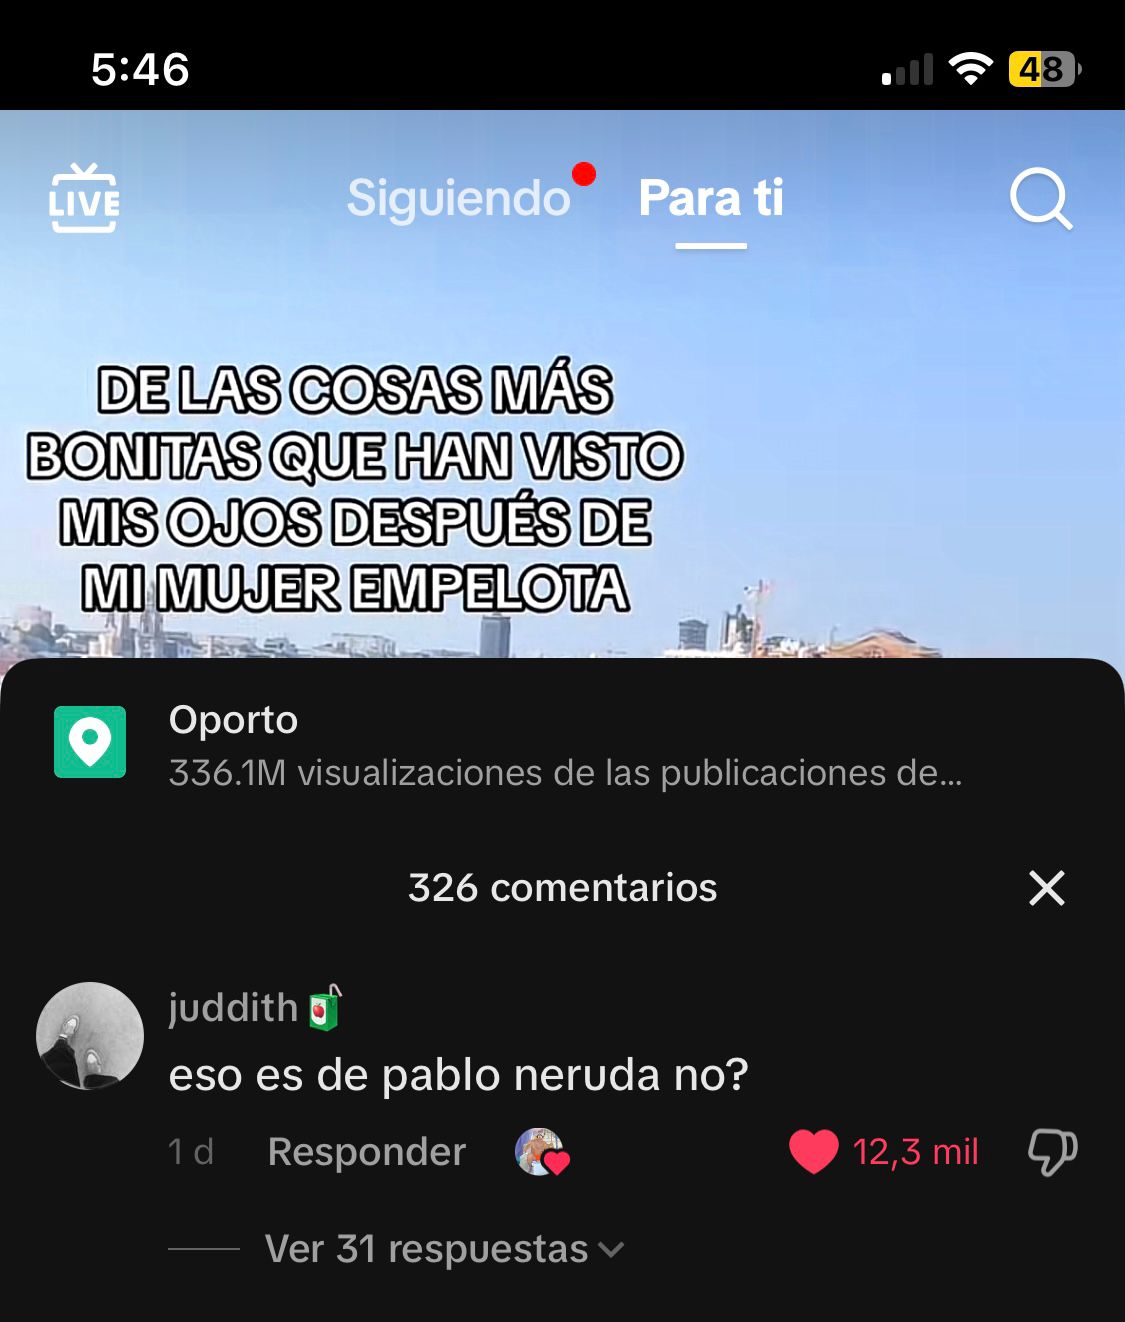 5:46
48
LIVE
Siguiendo
Para ti
DE LAS COSAS MÁS
BONITAS QUE HAN VISTO
MIS OJOS DESPUÉS DE
MI MUJER EMPELOTA
Oporto
336.1M visualizaciones de las publicaciones de...
326 comentarios
juddith
eso es de pablo neruda no?
1 d
Responder
12,3 mil
Ver 31 respuestas